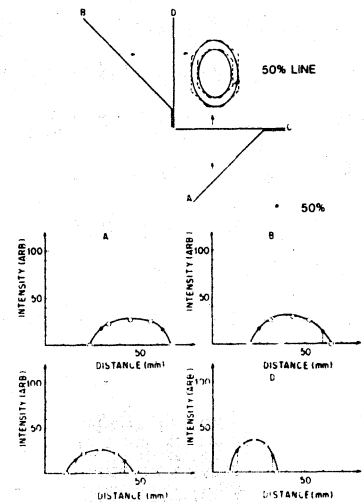 B
D
50% LINE
C
A
50%
A
B
INTENSITY (ARB)
100
50
50
DISTANCE (mm)
INTENSITY (ARB)
100
50
50
DISTANCE (mm)
INTENSITY (ARB)
100
50
50
DISTANCE (mm)
D
INTENSITY (ARB)
100
50
50
DISTANCE (mm)